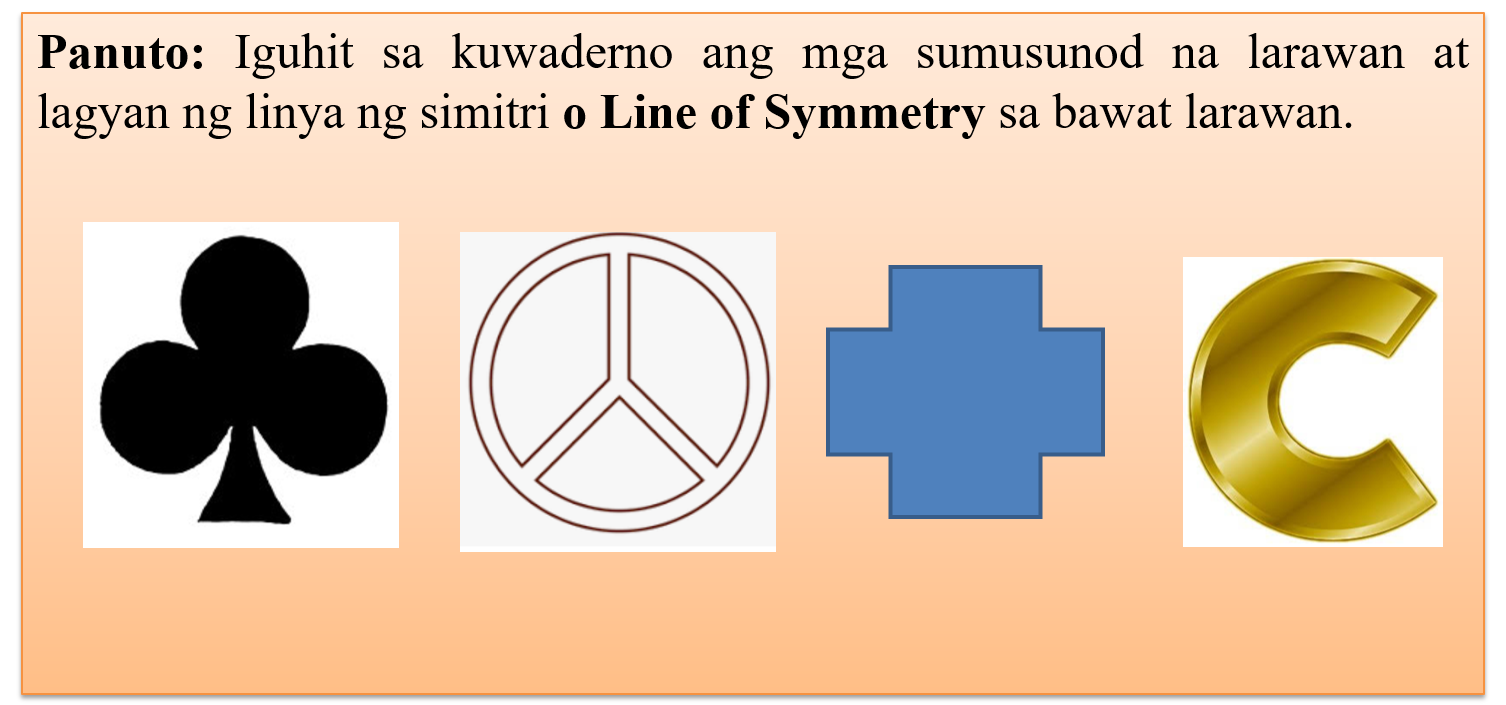 Panuto: Iguhit sa kuwaderno ang mga sumusunod na larawan at
lagyan ng linya ng simitri o Line of Symmetry sa bawat larawan.